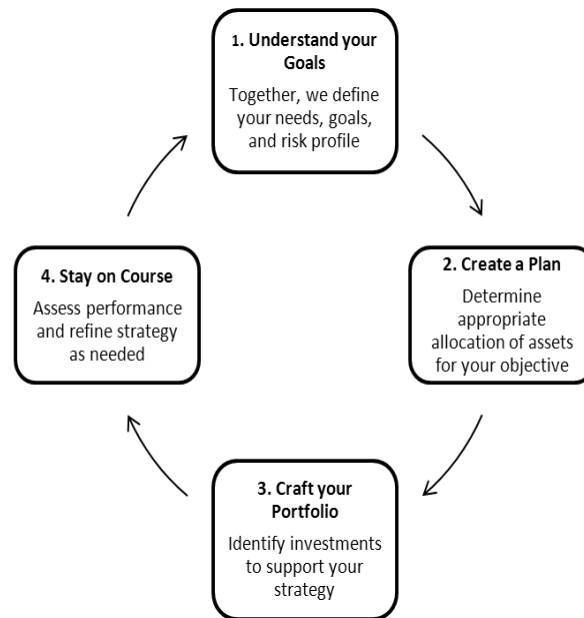 1. Understand your
Goals
Together, we define
your needs, goals,
and risk profile
2. Create a Plan
Determine
appropriate
allocation of assets
for your objective
3. Craft your
Portfolio
Identify investments
to support your
strategy
4. Stay on Course
Assess performance
and refine strategy
as needed